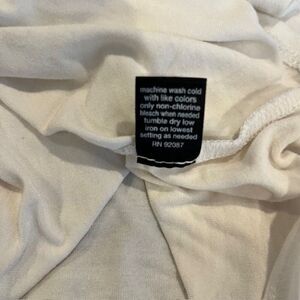 machine wash cold
with like colors
only non-chlorine
bleach when needed
tumble dry low
iron on lowest
setting as needed
RN 92087